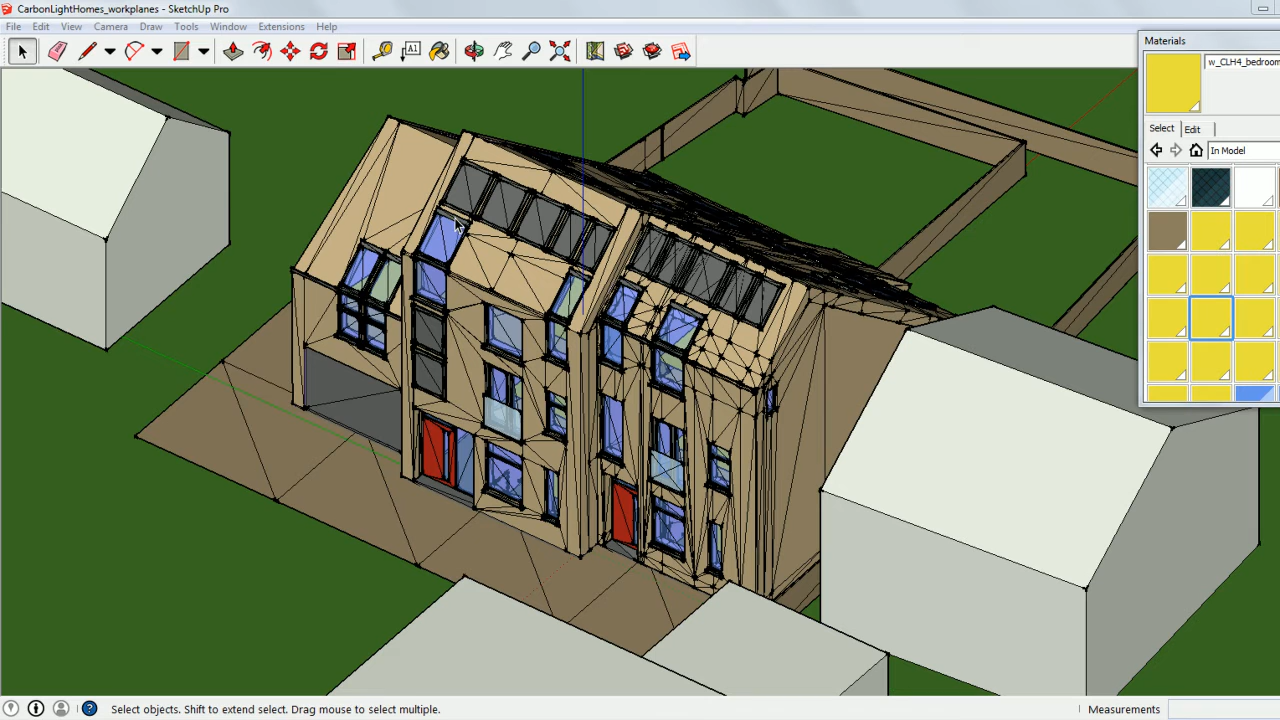 CarbonLightHomes_workplanes - SketchUp Pro
File Edit View Camera Draw Tools Window Extensions Help
A1
Materials
w_CLH4_bedroom
Select Edit
In Model
Select objects. Shift to extend select. Drag mouse to select multiple.
Measurements